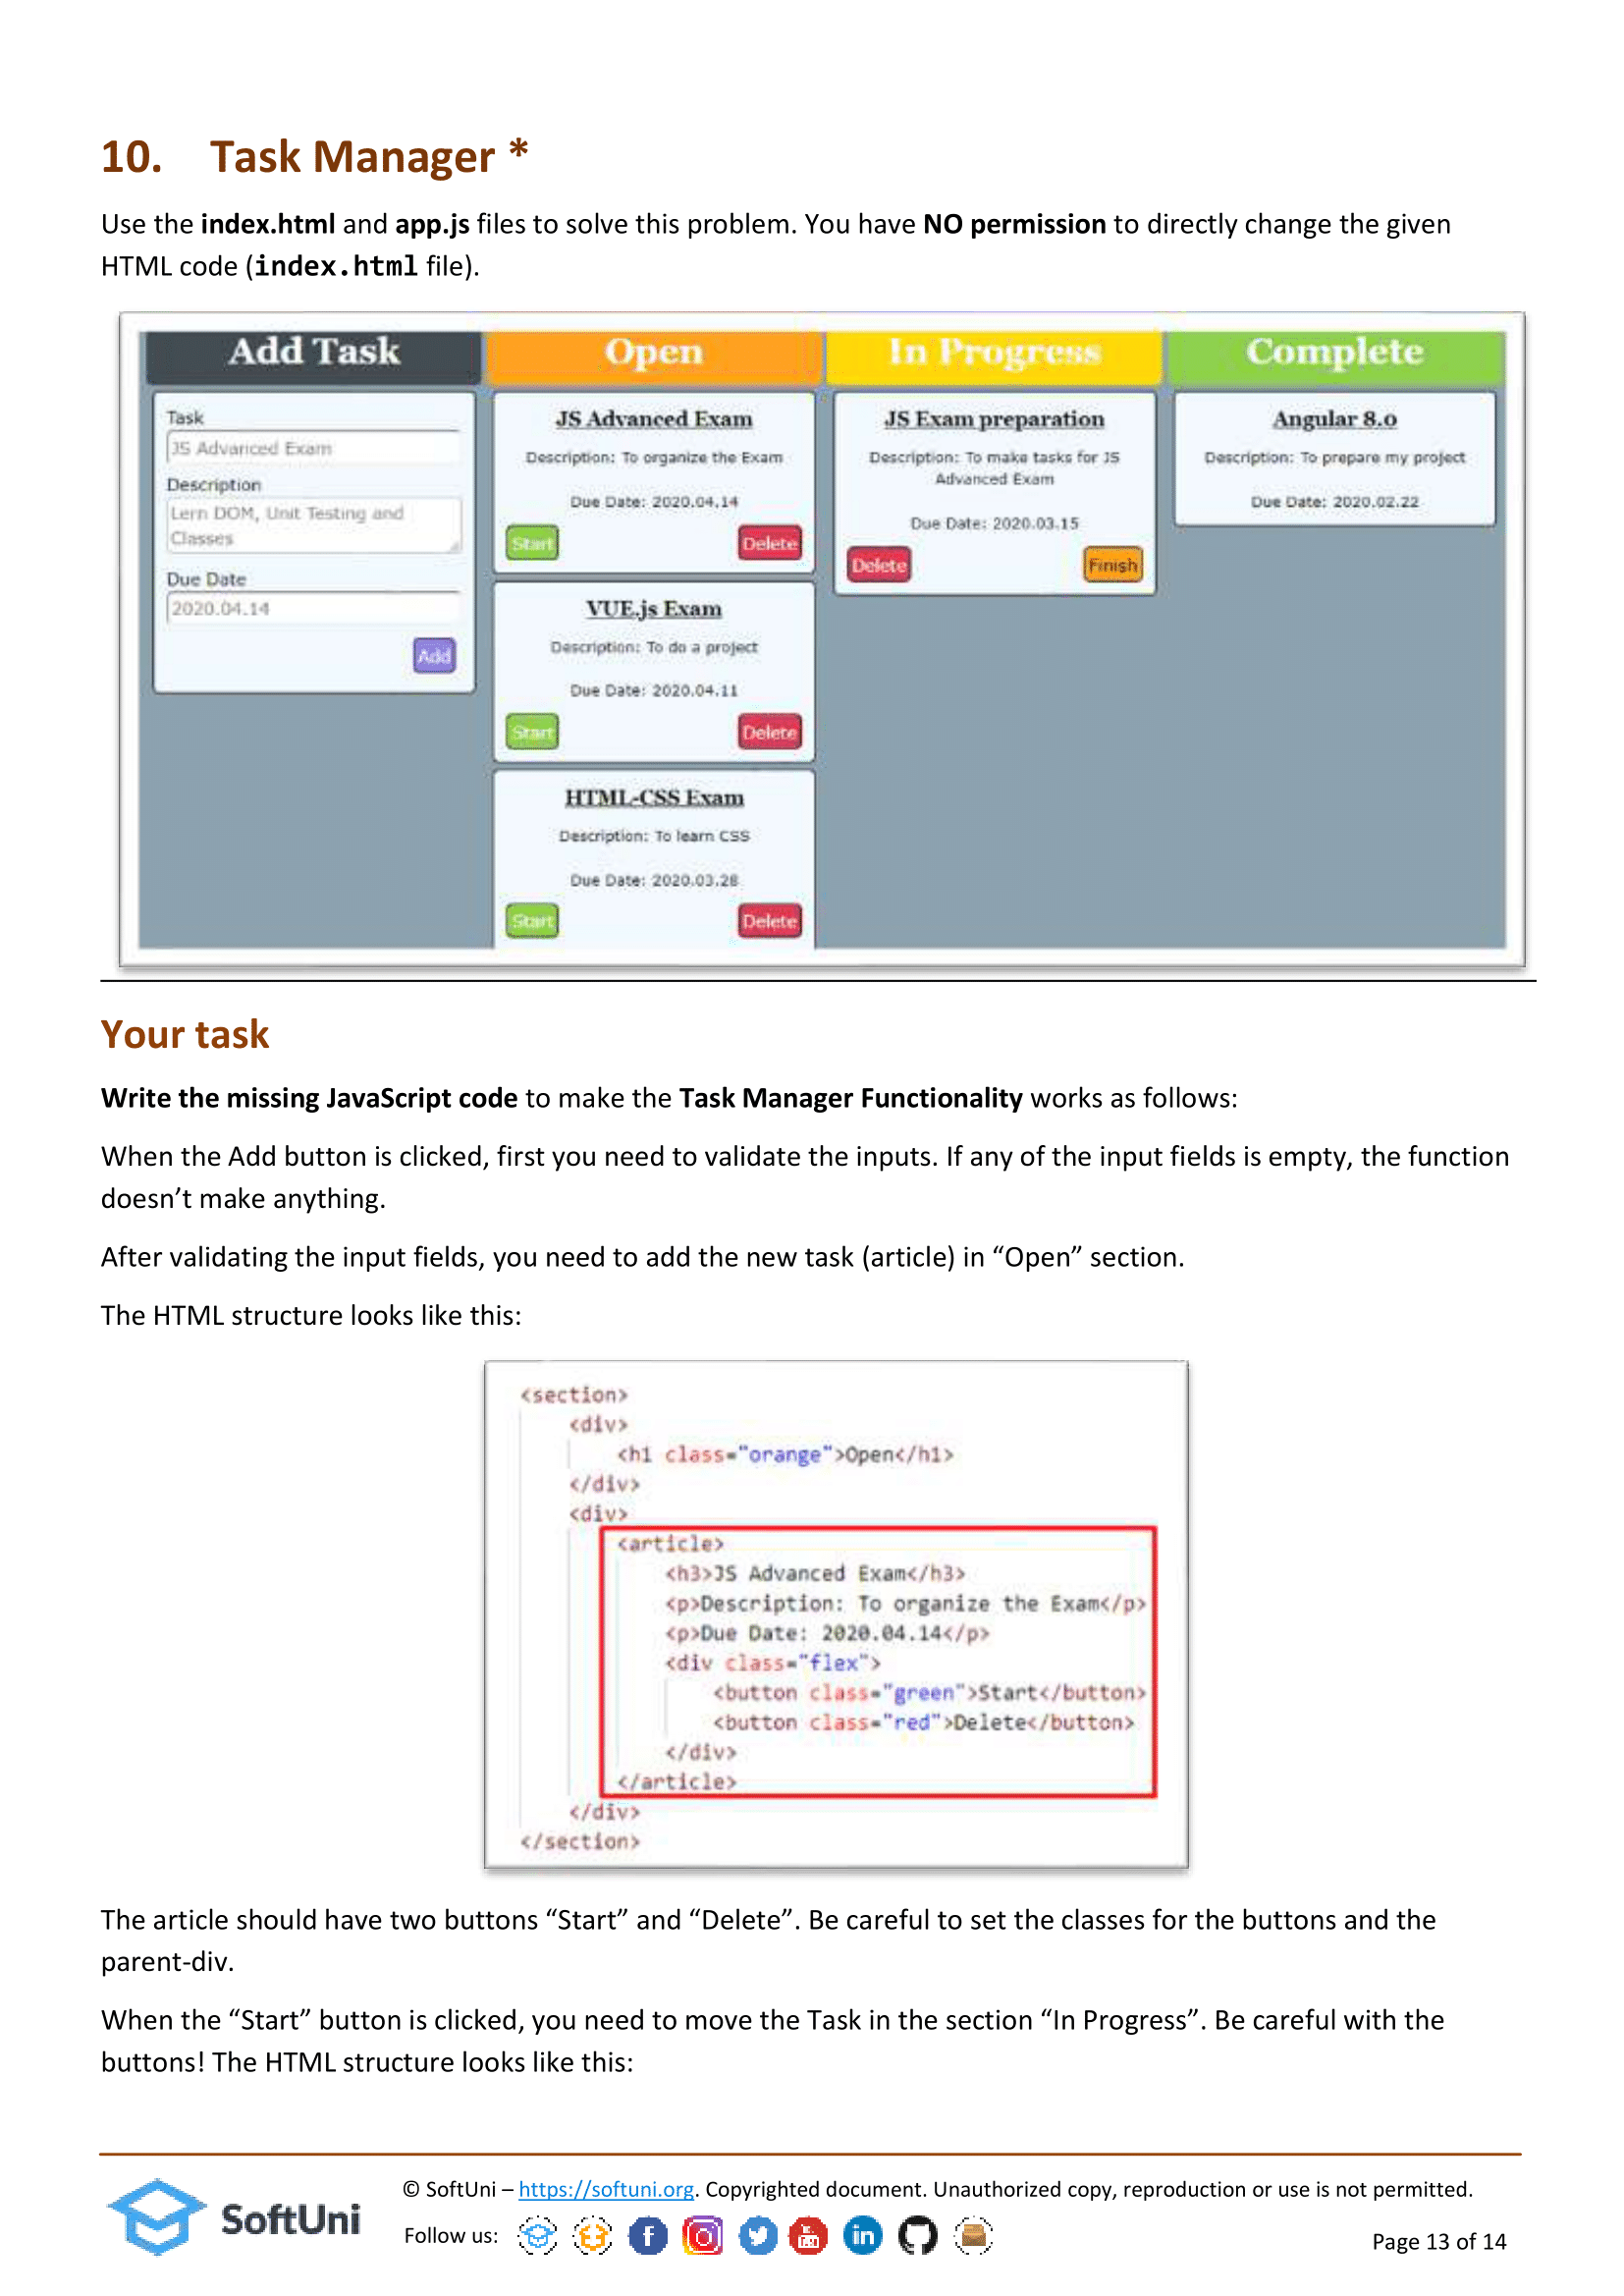 10. Task Manager *
Use the index.html and app.js files to solve this problem. You have NO permission to directly change the given
HTML code (index.html file).
Add Task
Open
In Progress
Complete
Task
JS Advanced Exam
Description
Lern DOM, Unit Testing and
Classes
Due Date
2020.04.14
Add
JS Advanced Exam
Description: To organize the Exam
Due Date: 2020.04.14
Start
Delete
VUE.js Exam
Description: To do a project
Due Date: 2020.04.11
Start
Delete
HTML-CSS Exam
Description: To learn CSS
Due Date: 2020.03.28
Start
Delete
JS Exam preparation
Description: To make tasks for JS
Advanced Exam
Due Date: 2020.03.15
Delete
Finish
Angular 8.0
Description: To prepare my project
Due Date: 2020.02.22
Your task
Write the missing JavaScript code to make the Task Manager Functionality works as follows:
When the Add button is clicked, first you need to validate the inputs. If any of the input fields is empty, the function
doesn’t make anything.
After validating the input fields, you need to add the new task (article) in “Open” section.
The HTML structure looks like this:
<section>
<div>
<h1 class="orange">Open</h1>
</div>
<div>
<article>
<h3>JS Advanced Exam</h3>
<p>Description: To organize the Exam</p>
<p>Due Date: 2020.04.14</p>
<div class="flex">
<button class="green">Start</button>
<button class="red">Delete</button>
</div>
</article>
</div>
</section>
The article should have two buttons “Start” and “Delete”. Be careful to set the classes for the buttons and the
parent-div.
When the “Start” button is clicked, you need to move the Task in the section “In Progress”. Be careful with the
buttons! The HTML structure looks like this:
SoftUni
© SoftUni – https://softuni.org. Copyrighted document. Unauthorized copy, reproduction or use is not permitted.
Follow us:
Page 13 of 14